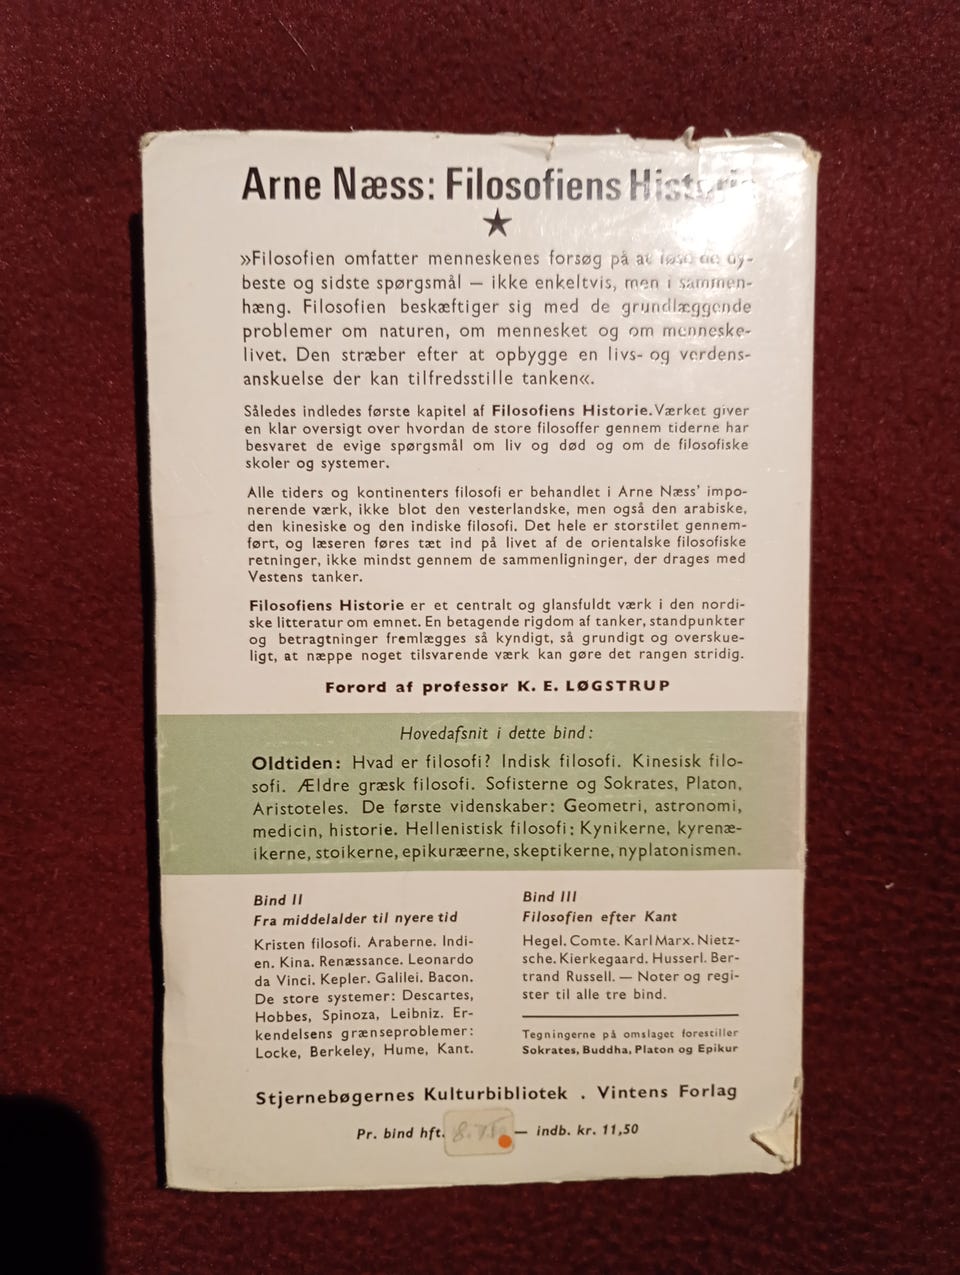 Arne Næss: Filosofiens Historie
»Filosofien omfatter menneskenes forsøg på at løse de dy-
beste og sidste spørgsmål — ikke enkeltvis, men i sammen-
hæng. Filosofien beskæftiger sig med de grundlæggende
problemer om naturen, om mennesket og om menneske-
livet. Den stræber efter at opbygge en livs- og verdens-
anskuelse der kan tilfredsstille tanken«.
Således indledes første kapitel af Filosofiens Historie. Værket giver
en klar oversigt over hvordan de store filosoffer gennem tiderne har
besvaret de evige spørgsmål om liv og død og om de filosofiske
skoler og systemer.
Alle tiders og kontinenters filosofi er behandlet i Arne Næss' impo-
nerende værk, ikke blot den vesterlandske, men også den arabiske,
den kinesiske og den indiske filosofi. Det hele er storstilet gennem-
ført, og læseren føres tæt ind på livet af de orientalske filosofiske
retninger, ikke mindst gennem de sammenligninger, der drages med
Vestens tanker.
Filosofiens Historie er et centralt og glansfuldt værk i den nordi-
ske litteratur om emnet. En betagende rigdom af tanker, standpunkter
og betragtninger fremlægges så kyndigt, så grundigt og overskue-
ligt, at næppe noget tilsvarende værk kan gøre det rangen stridig.
Forord af professor K. E. LØGSTRUP
Hovedafsnit i dette bind:
Oldtiden: Hvad er filosofi? Indisk filosofi. Kinesisk filo-
sofi. Ældre græsk filosofi. Sofisterne og Sokrates, Platon,
Aristoteles. De første videnskaber: Geometri, astronomi,
medicin, historie. Hellenistisk filosofi: Kynikerne, kyrenæ-
ikerne, stoikerne, epikuræerne, skeptikerne, nyplatonismen.
Bind II
Fra middelalder til nyere tid
Kristen filosofi. Araberne. Indi-
en. Kina. Renæssance. Leonardo
da Vinci. Kepler. Galilei. Bacon.
De store systemer: Descartes,
Hobbes, Spinoza, Leibniz. Er-
kendelsens grænseproblemer:
Locke, Berkeley, Hume, Kant.
Bind III
Filosofien efter Kant
Hegel. Comte. Karl Marx. Nietz-
sche. Kierkegaard. Husserl. Ber-
trand Russell. — Noter og regi-
ster til alle tre bind.
Tegningerne på omslaget forestiller
Sokrates, Buddha, Platon og Epikur
Stjernebøgernes Kulturbibliotek . Vintens Forlag
Pr. bind hft. 8.75 — indb. kr. 11,50